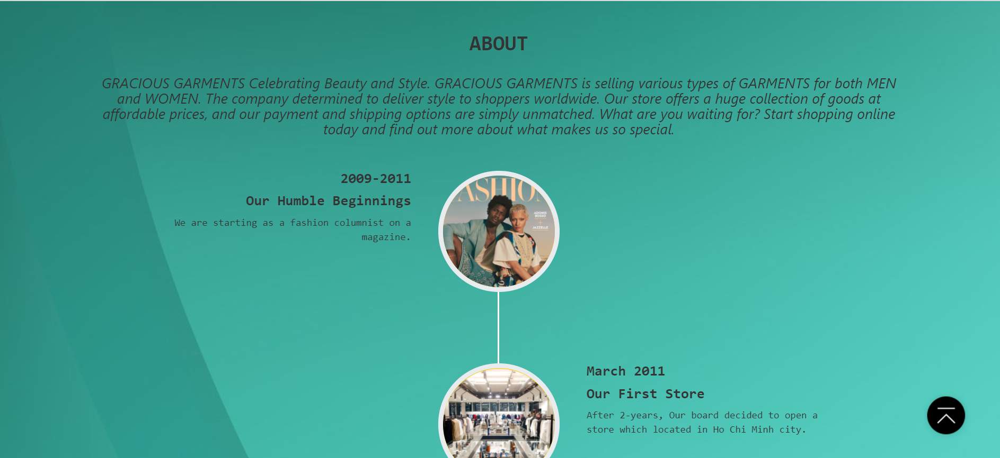 ABOUT
GRACIOUS GARMENTS Celebrating Beauty and Style. GRACIOUS GARMENTS is selling various types of GARMENTS for both MEN
and WOMEN. The company determined to deliver style to shoppers worldwide. Our store offers a huge collection of goods at
affordable prices, and our payment and shipping options are simply unmatched. What are you waiting for? Start shopping online
today and find out more about what makes us so special.
2009-2011
Our Humble Beginnings
We are starting as a fashion columnist on a
magazine.
ASHION
ADONIS
BOSSO
+
JAZZELLE
March 2011
Our First Store
After 2-years, Our board decided to open a
store which located in Ho Chi Minh city.